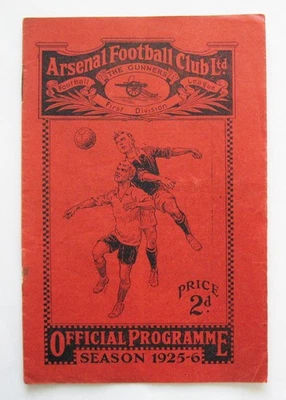 Arsenal Football Club Ltd
"THE GUNNERS"
Football League
First Division
PRICE
2d.
OFFICIAL PROGRAMME
SEASON 1925-6